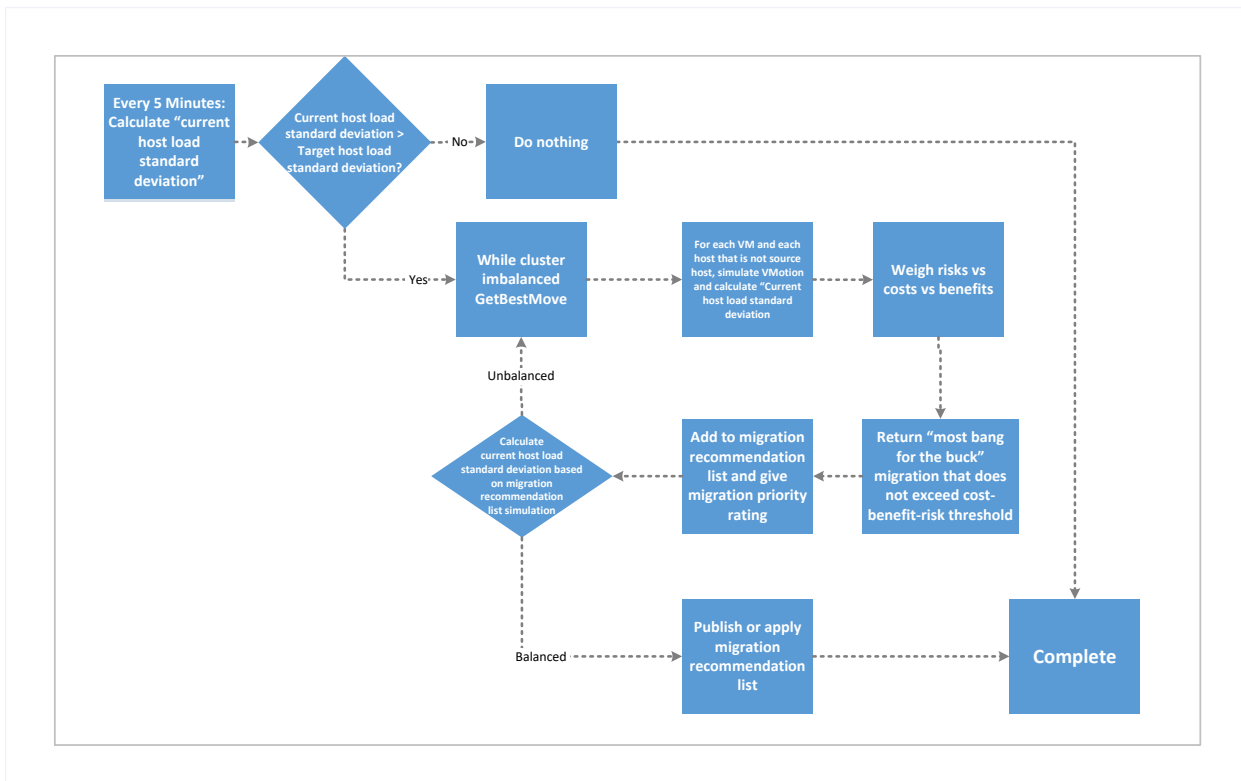 Every 5 Minutes:
Calculate “current
host load
standard
deviation”
Current host load
standard deviation >
Target host load
standard deviation?
No
Do nothing
Yes
While cluster
imbalanced
GetBestMove
For each VM and each
host that is not source
host, simulate VMotion
and calculate “Current
host load standard
deviation
Weigh risks vs
costs vs benefits
Unbalanced
Calculate
current host load
standard deviation based
on migration
recommendation
list simulation
Add to migration
recommendation
list and give
migration priority
rating
Return “most bang
for the buck”
migration that does
not exceed cost-
benefit-risk threshold
Balanced
Publish or apply
migration
recommendation
list
Complete